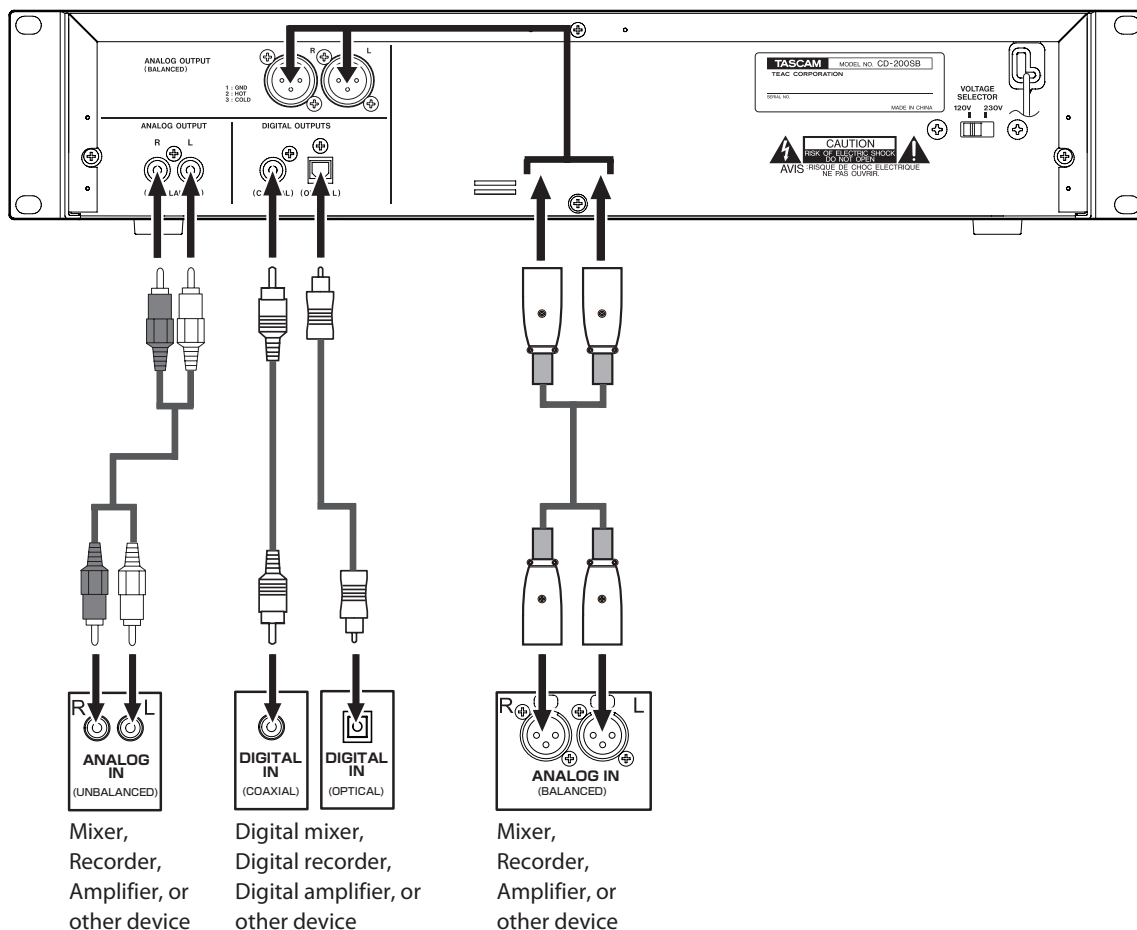 ANALOG OUTPUT
(BALANCED)
R L
1 : GND
2 : HOT
3 : COLD
ANALOG OUTPUT
R L
DIGITAL OUTPUTS
TASCAM MODEL NO. CD-200SB
TEAC CORPORATION
SERIAL NO.
MADE IN CHINA
VOLTAGE
SELECTOR
120V 230V
CAUTION
RISK OF ELECTRIC SHOCK
DO NOT OPEN
AVIS : RISQUE DE CHOC ELECTRIQUE
NE PAS OUVRIR.
R L
ANALOG
IN
(UNBALANCED)
DIGITAL
IN
(COAXIAL)
DIGITAL
IN
(OPTICAL)
R L
ANALOG IN
(BALANCED)
Mixer,
Recorder,
Amplifier, or
other device
Digital mixer,
Digital recorder,
Digital amplifier, or
other device
Mixer,
Recorder,
Amplifier, or
other device